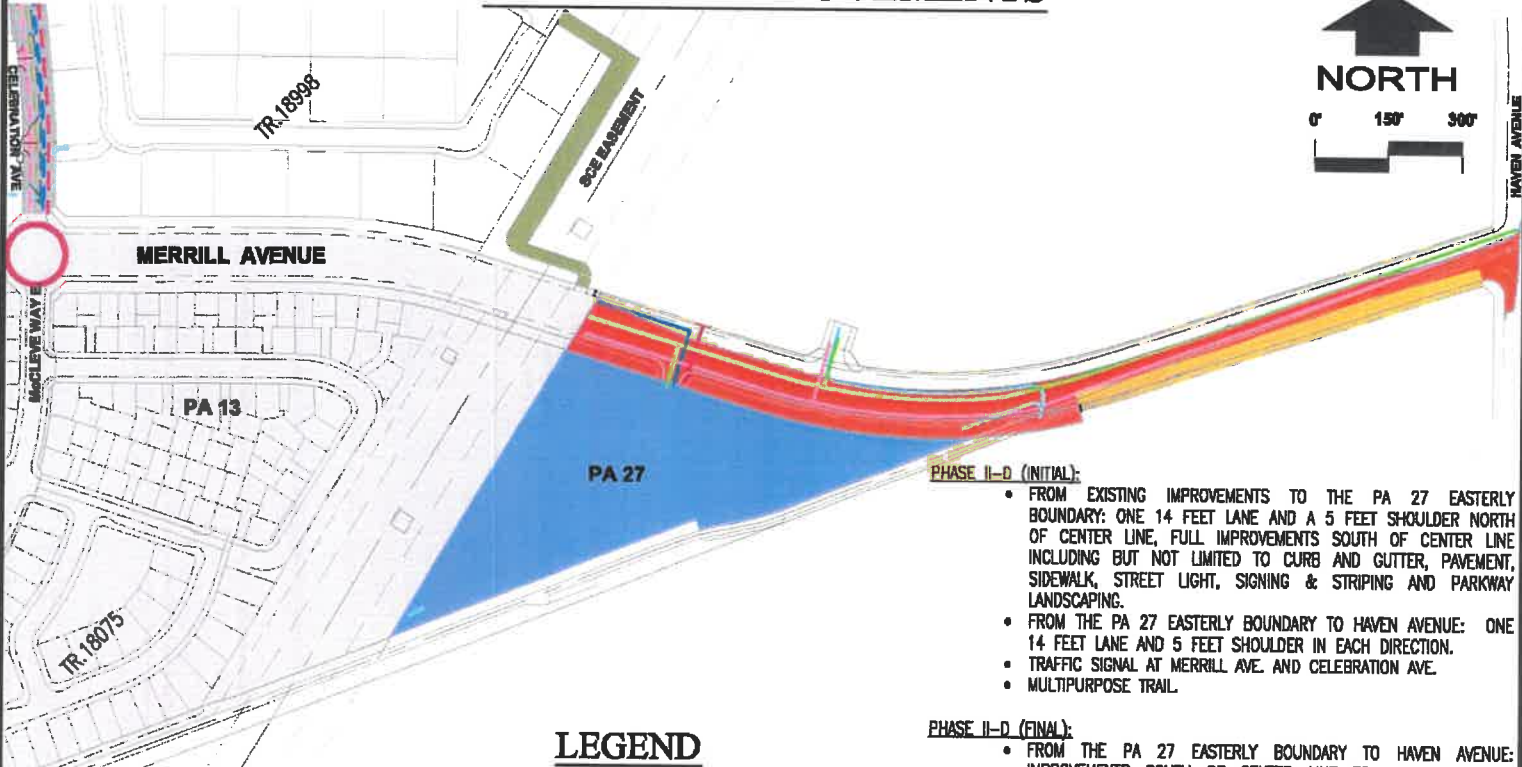 NORTH
0' 150' 300'
HAVEN AVENUE
CELEBRATION AVE
TR.18998
SCE EASEMENT
MERRILL AVENUE
McCLEVE WAY E
PA 13
PA 27
TR.18075
PHASE II-D (INITIAL):
• FROM EXISTING IMPROVEMENTS TO THE PA 27 EASTERLY
BOUNDARY: ONE 14 FEET LANE AND A 5 FEET SHOULDER NORTH
OF CENTER LINE, FULL IMPROVEMENTS SOUTH OF CENTER LINE
INCLUDING BUT NOT LIMITED TO CURB AND GUTTER, PAVEMENT,
SIDEWALK, STREET LIGHT, SIGNING & STRIPING AND PARKWAY
LANDSCAPING.
• FROM THE PA 27 EASTERLY BOUNDARY TO HAVEN AVENUE: ONE
14 FEET LANE AND 5 FEET SHOULDER IN EACH DIRECTION.
• TRAFFIC SIGNAL AT MERRILL AVE. AND CELEBRATION AVE.
• MULTIPURPOSE TRAIL.
LEGEND
PHASE II-D (FINAL):
• FROM THE PA 27 EASTERLY BOUNDARY TO HAVEN AVENUE: